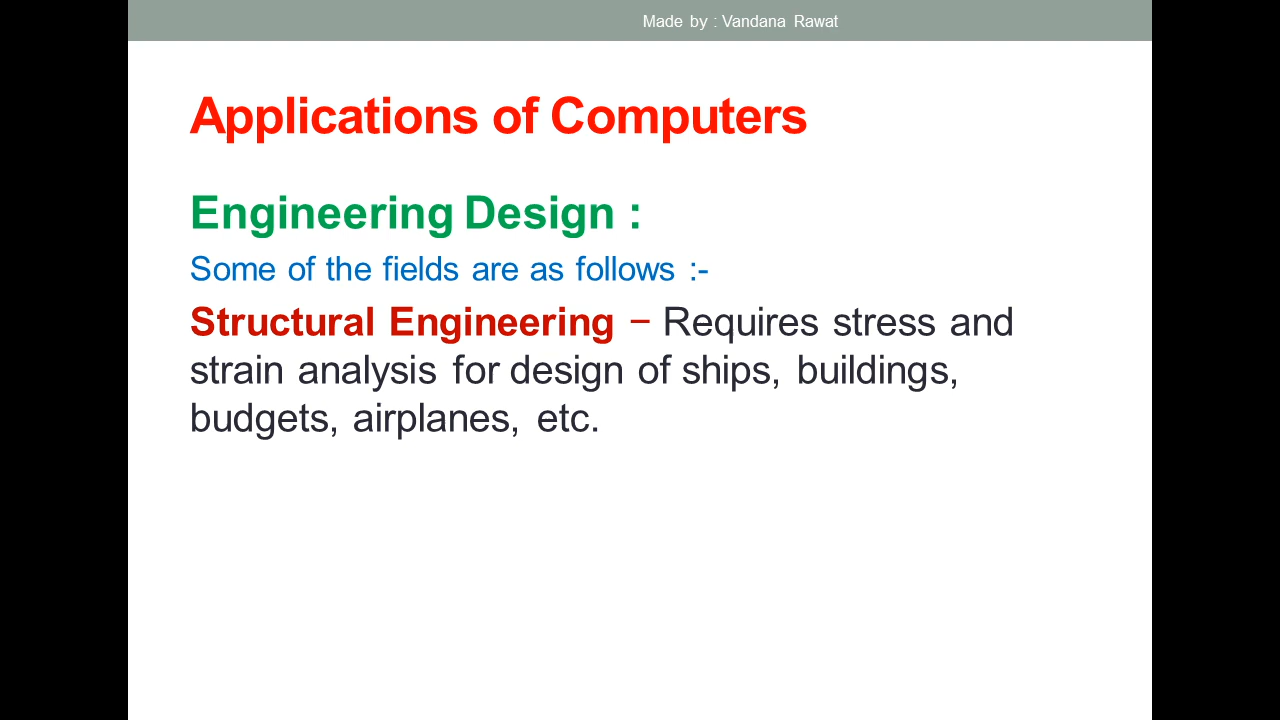 Made by : Vandana Rawat
Applications of Computers
Engineering Design :
Some of the fields are as follows :-
Structural Engineering − Requires stress and
strain analysis for design of ships, buildings,
budgets, airplanes, etc.